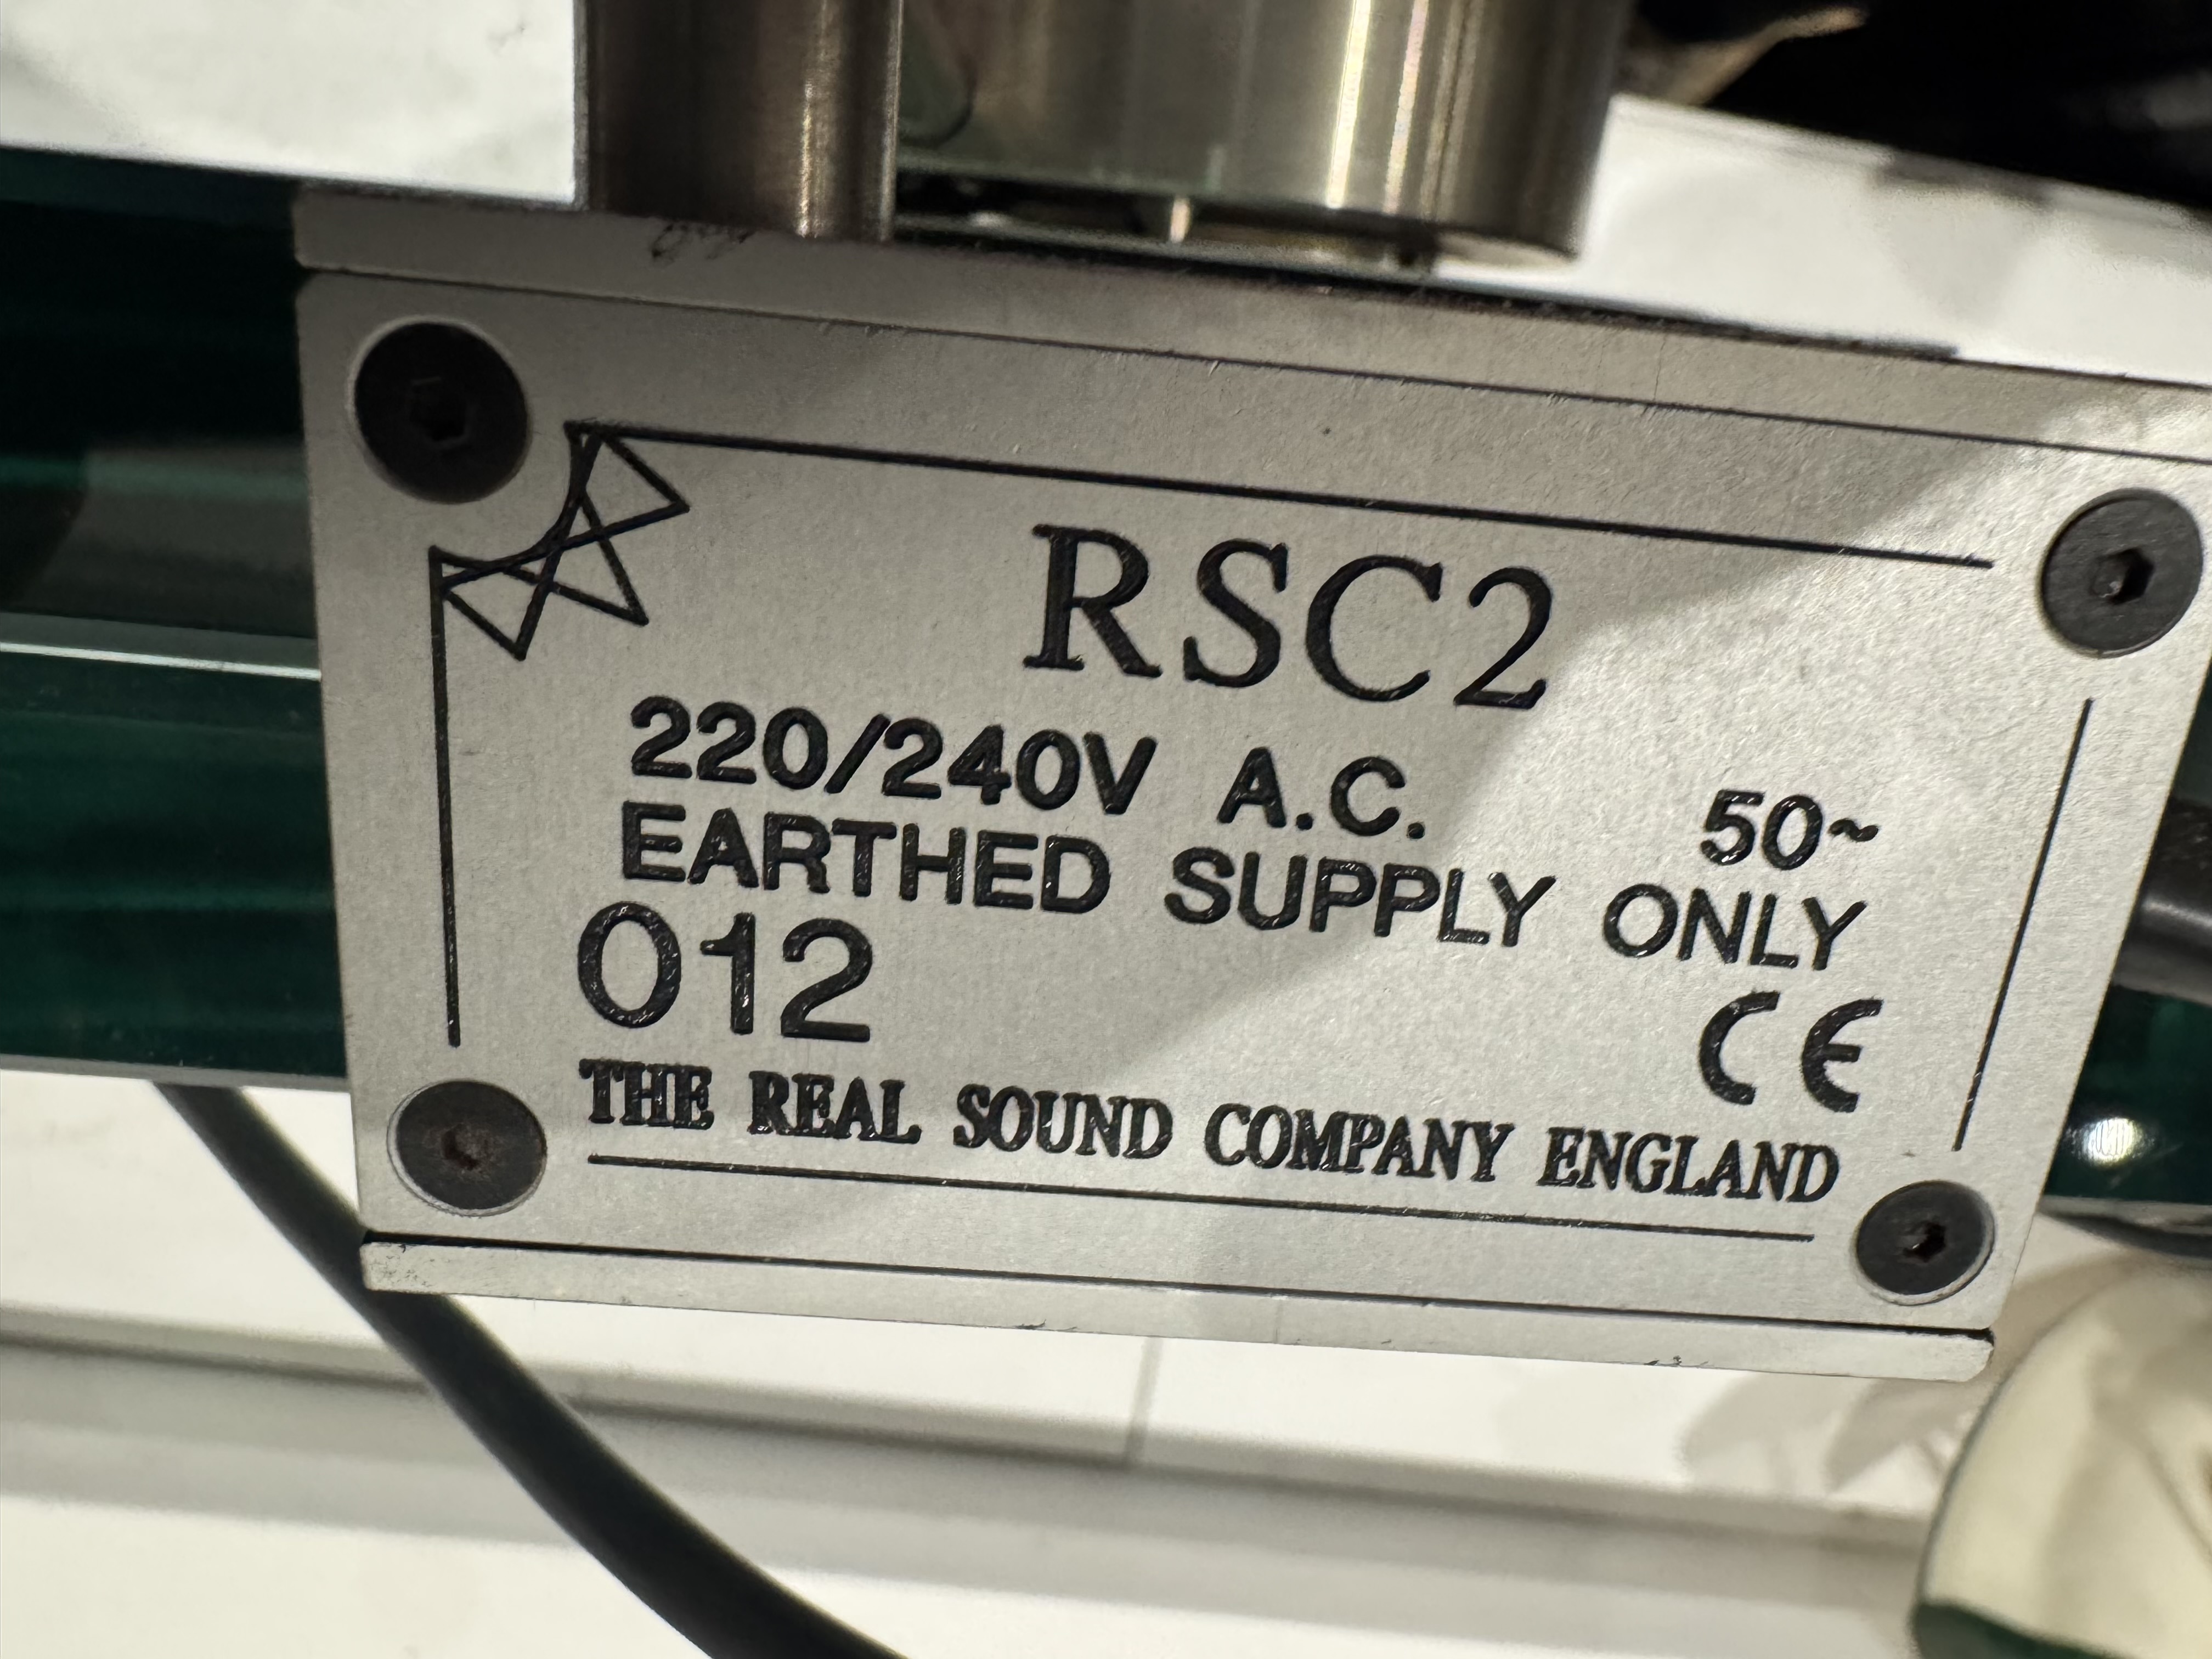 RSC2
220/240V A.C. 50~
EARTHED SUPPLY ONLY
012
CE
THE REAL SOUND COMPANY ENGLAND